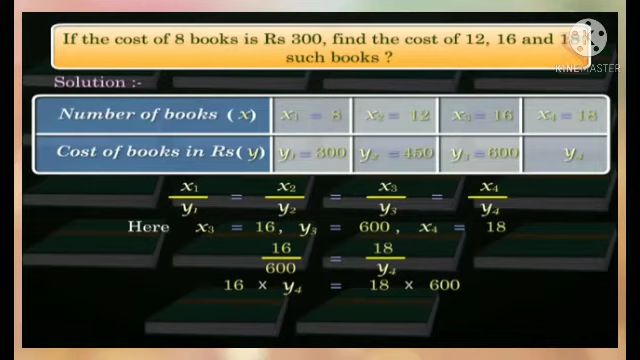 If the cost of 8 books is Rs 300, find the cost of 12, 16 and 18
such books ?
KINEMASTER
Solution :-
Number of books ( x ) x₁ = 8 x₂ = 12 x₃ = 16 x₄ = 18
Cost of books in Rs( y ) y₁ = 300 y₂ = 450 y₃ = 600 y₄
x₁/y₁ = x₂/y₂ = x₃/y₃ = x₄/y₄
Here x₃ = 16 , y₃ = 600 , x₄ = 18
16/600 = 18/y₄
16 × y₄ = 18 × 600